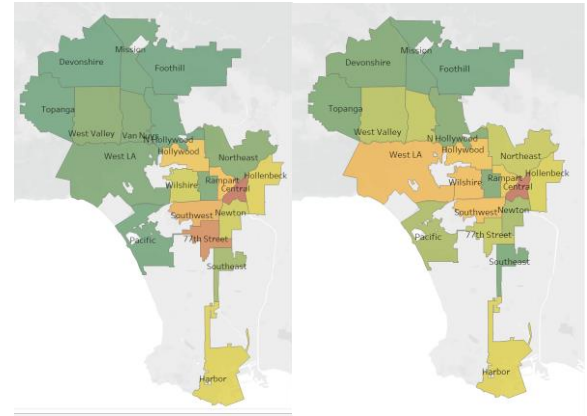 Mission
Devonshire
Foothill
Topanga
West Valley
Van Nuys
N Hollywood
West LA
Hollywood
Northeast
Hollenbeck
Wilshire
Rampart
Central
Southwest
Newton
Pacific
77th Street
Southeast
Harbor
Mission
Devonshire
Foothill
Topanga
West Valley
N Hollywood
West LA
Hollywood
Northeast
Hollenbeck
Wilshire
Rampart
Central
Southwest
Newton
Pacific
77th Street
Southeast
Harbor